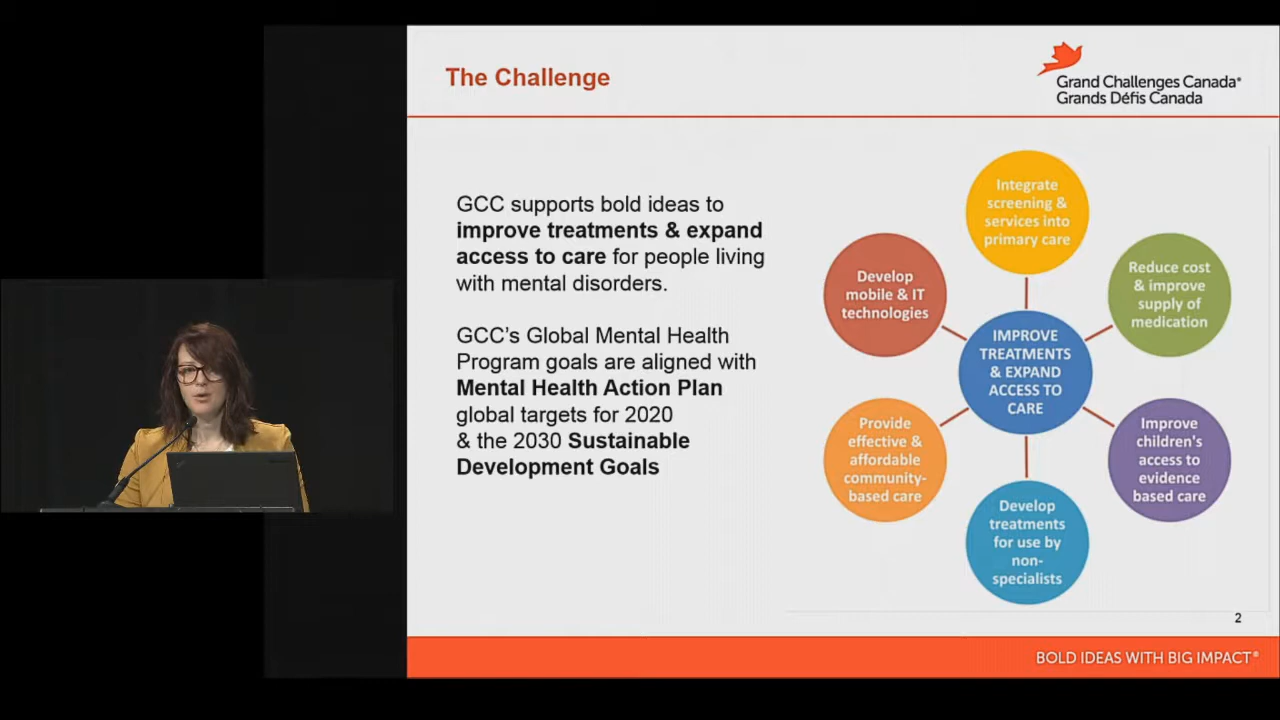 The Challenge
Grand Challenges Canada®
Grands Défis Canada
GCC supports bold ideas to
improve treatments & expand
access to care for people living
with mental disorders.
GCC’s Global Mental Health
Program goals are aligned with
Mental Health Action Plan
global targets for 2020
& the 2030 Sustainable
Development Goals
Integrate
screening &
services into
primary care
Reduce cost
& improve
supply of
medication
Improve
children's
access to
evidence
based care
Develop
treatments
for use by
non-
specialists
Provide
effective &
affordable
community-
based care
Develop
mobile & IT
technologies
IMPROVE
TREATMENTS
& EXPAND
ACCESS TO
CARE
2
BOLD IDEAS WITH BIG IMPACT®